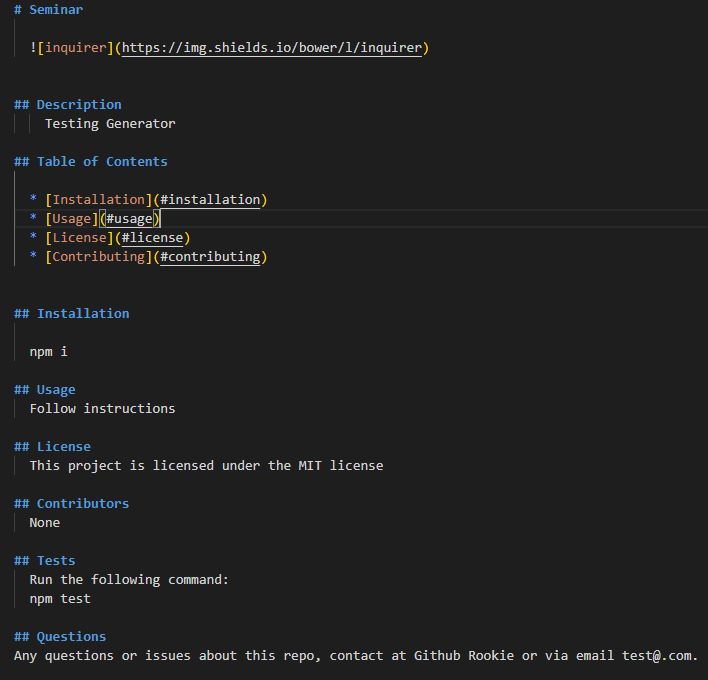 # Seminar
![inquirer](https://img.shields.io/bower/l/inquirer)
## Description
Testing Generator
## Table of Contents
* [Installation](#installation)
* [Usage](#usage)
* [License](#license)
* [Contributing](#contributing)
## Installation
npm i
## Usage
Follow instructions
## License
This project is licensed under the MIT license
## Contributors
None
## Tests
Run the following command:
npm test
## Questions
Any questions or issues about this repo, contact at Github Rookie or via email test@.com.